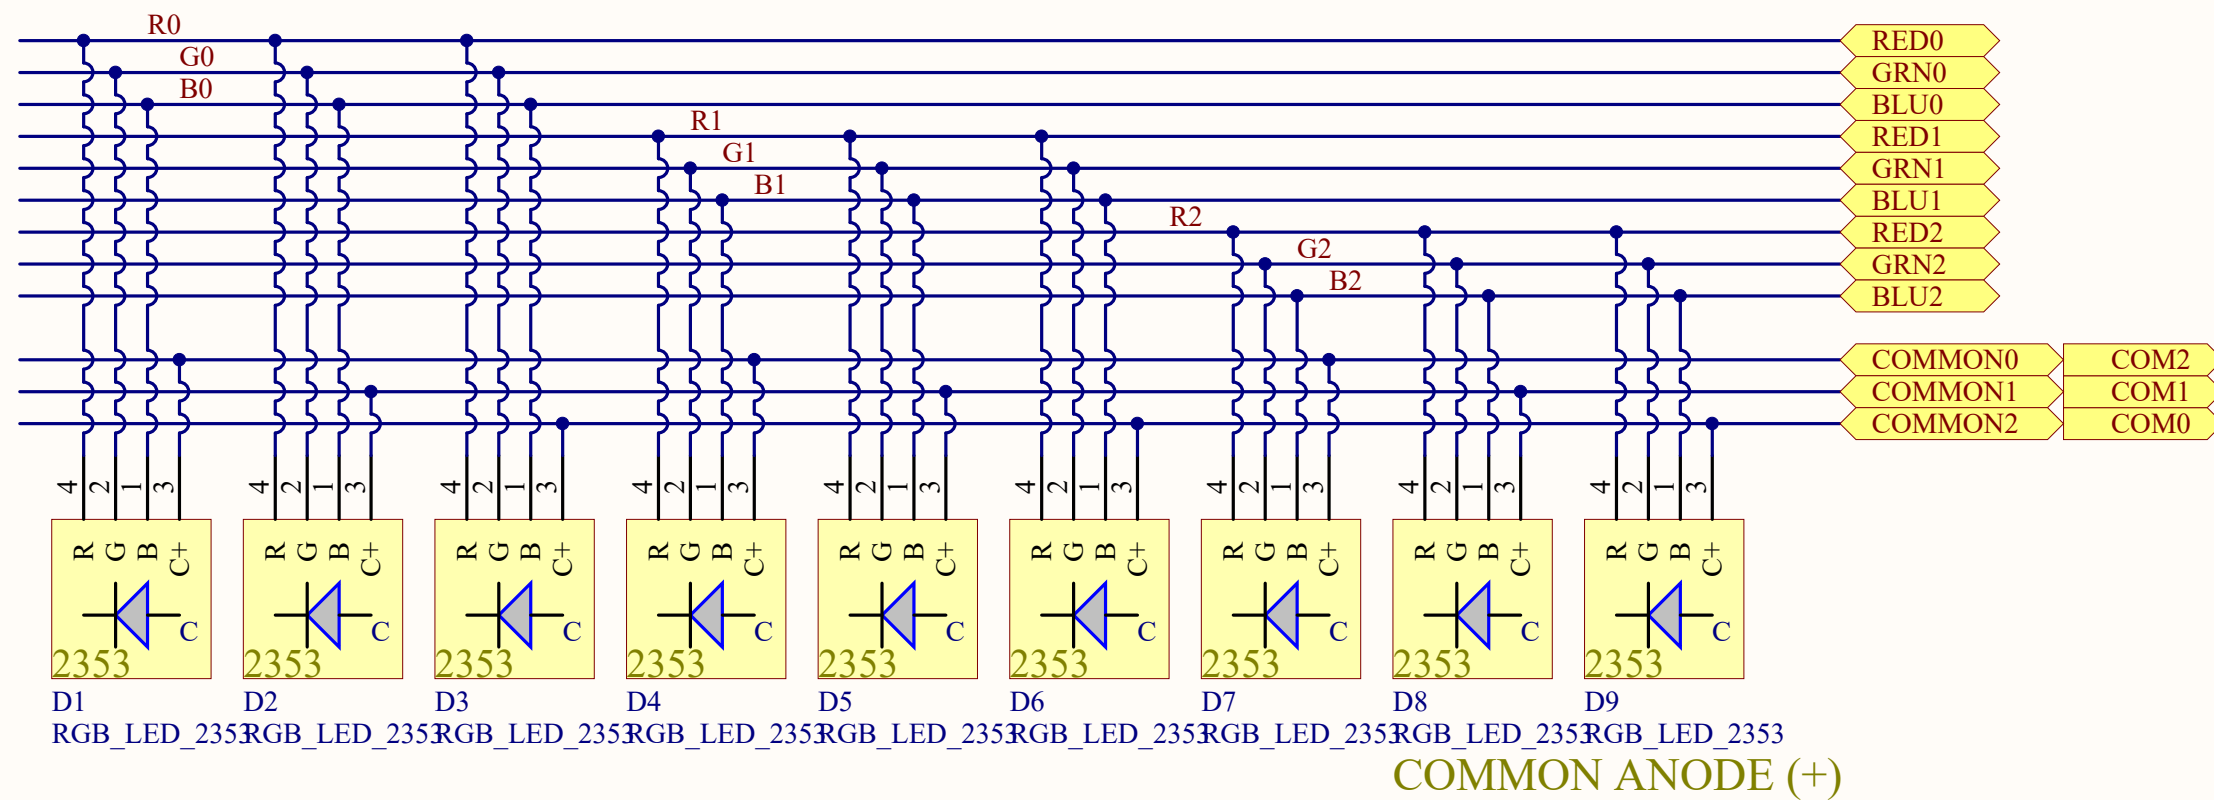 R0 RED0
G0 GRN0
B0 BLU0
R1 RED1
G1 GRN1
B1 BLU1
R2 RED2
G2 GRN2
B2 BLU2
COMMON0 COM2
COMMON1 COM1
COMMON2 COM0
4 2 1 3 4 2 1 3 4 2 1 3 4 2 1 3 4 2 1 3 4 2 1 3 4 2 1 3 4 2 1 3 4 2 1 3
R G B C+ R G B C+ R G B C+ R G B C+ R G B C+ R G B C+ R G B C+ R G B C+ R G B C+
C C C C C C C C C
2353 2353 2353 2353 2353 2353 2353 2353 2353
D1 D2 D3 D4 D5 D6 D7 D8 D9
RGB_LED_2353 RGB_LED_2353 RGB_LED_2353 RGB_LED_2353 RGB_LED_2353 RGB_LED_2353 RGB_LED_2353 RGB_LED_2353 RGB_LED_2353
COMMON ANODE (+)